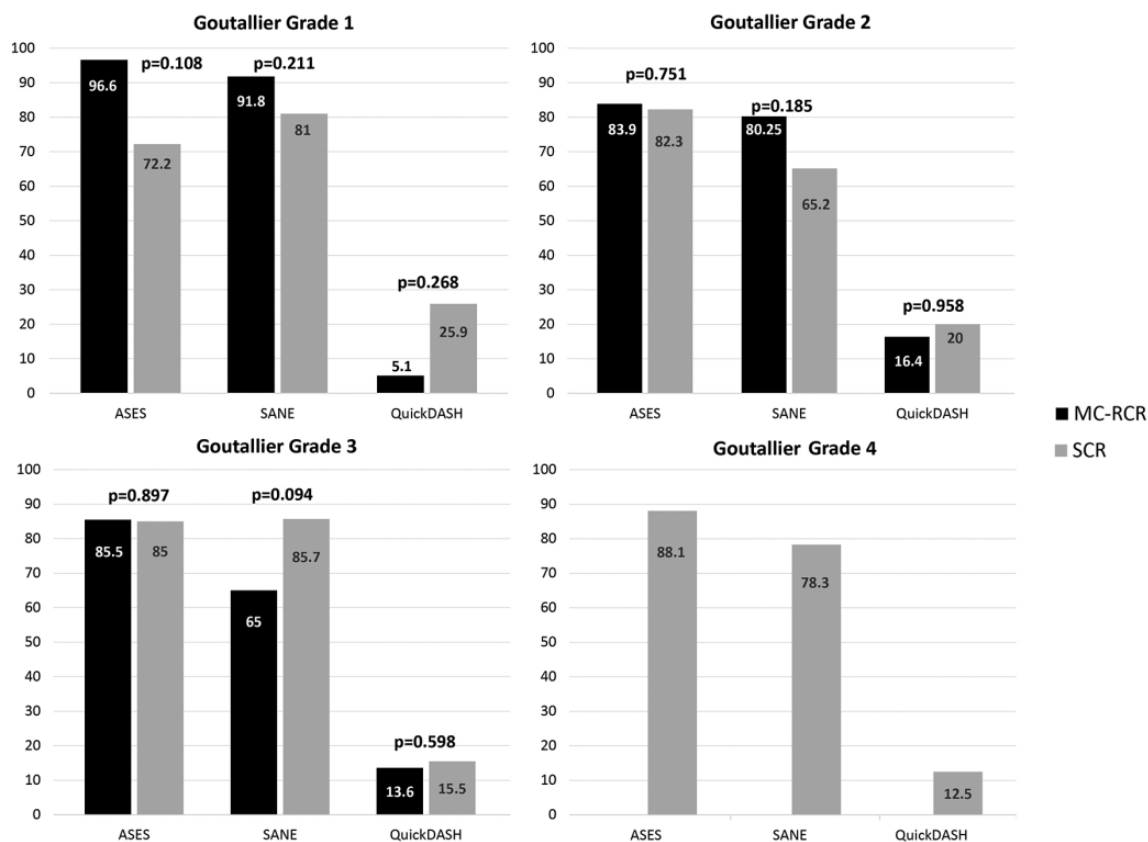 Goutallier Grade 1
100
90
80
70
60
50
40
30
20
10
0
p=0.108
p=0.211
p=0.268
96.6
72.2
91.8
81
5.1
25.9
ASES
SANE
QuickDASH
Goutallier Grade 2
100
90
80
70
60
50
40
30
20
10
0
p=0.751
p=0.185
p=0.958
83.9
82.3
80.25
65.2
16.4
20
ASES
SANE
QuickDASH
MC-RCR
SCR
Goutallier Grade 3
100
90
80
70
60
50
40
30
20
10
0
p=0.897
p=0.094
p=0.598
85.5
85
65
85.7
13.6
15.5
ASES
SANE
QuickDASH
Goutallier Grade 4
100
90
80
70
60
50
40
30
20
10
0
88.1
78.3
12.5
ASES
SANE
QuickDASH